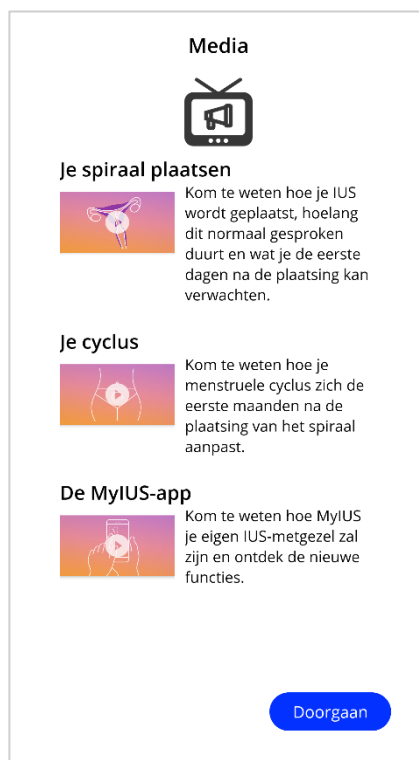 Media
Je spiraal plaatsen
Kom te weten hoe je IUS
wordt geplaatst, hoelang
dit normaal gesproken
duurt en wat je de eerste
dagen na de plaatsing kan
verwachten.
Je cyclus
Kom te weten hoe je
menstruele cyclus zich de
eerste maanden na de
plaatsing van het spiraal
aanpast.
De MyIUS-app
Kom te weten hoe MyIUS
je eigen IUS-metgezel zal
zijn en ontdek de nieuwe
functies.
Doorgaan